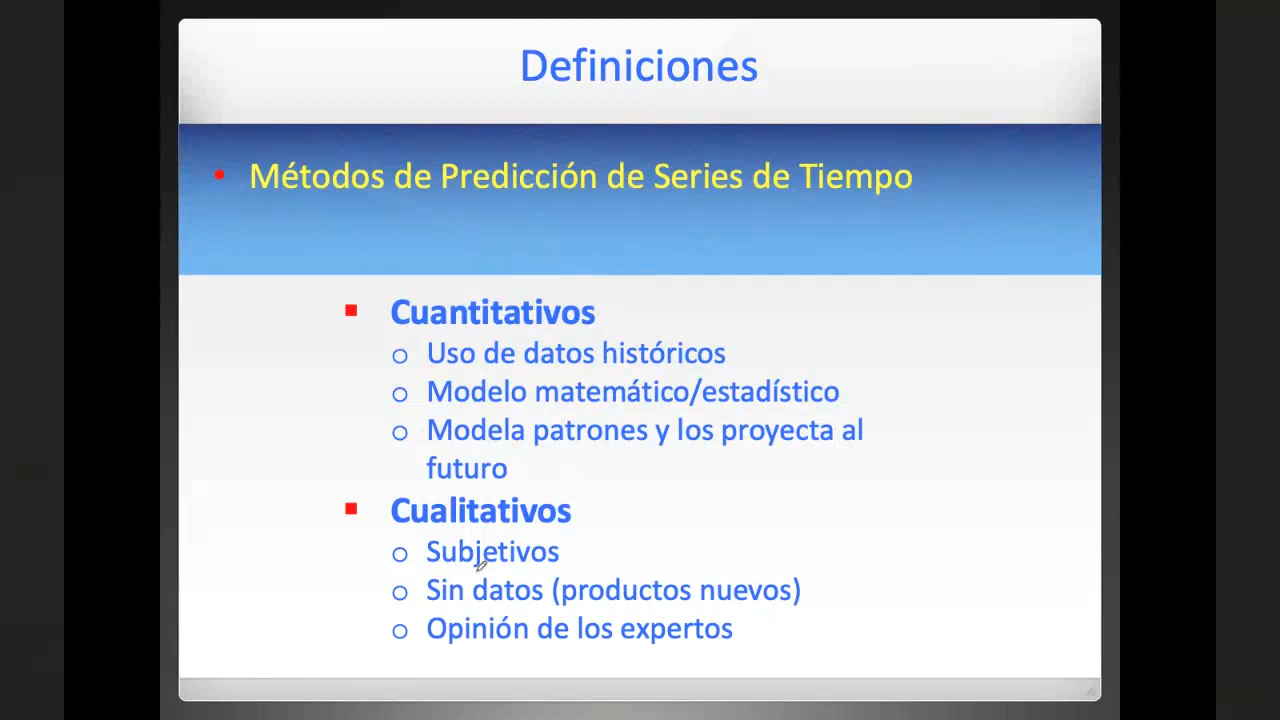 Definiciones
• Métodos de Predicción de Series de Tiempo
▪ Cuantitativos
o Uso de datos históricos
o Modelo matemático/estadístico
o Modela patrones y los proyecta al
futuro
▪ Cualitativos
o Subjetivos
o Sin datos (productos nuevos)
o Opinión de los expertos